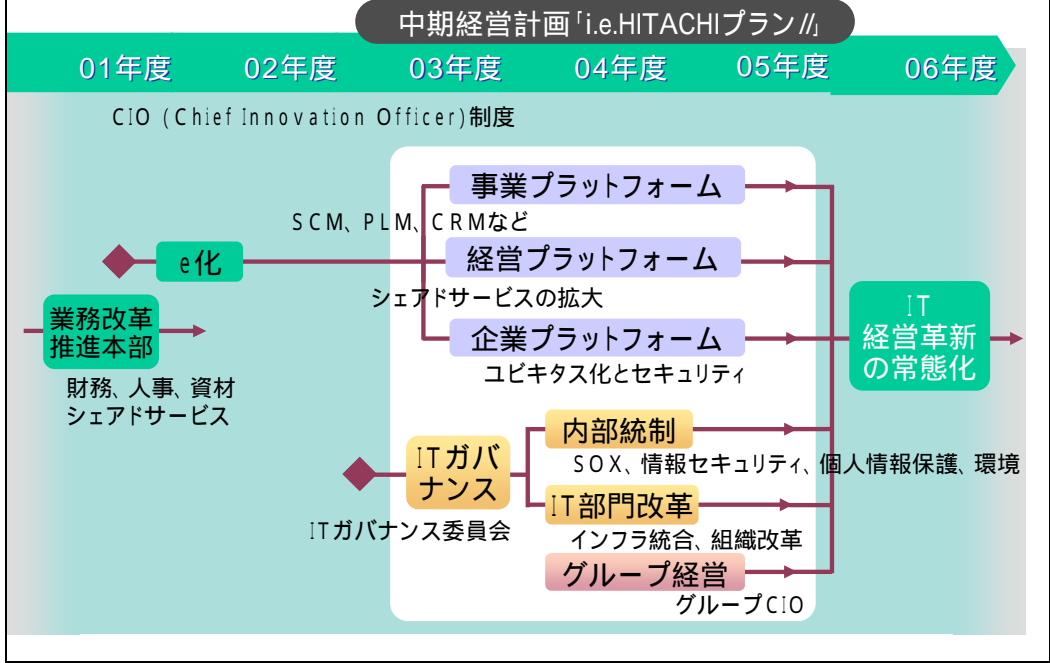 中期経営計画「i.e.HITACHIプランⅡ」
01年度 02年度 03年度 04年度 05年度 06年度
CIO (Chief Innovation Officer)制度
事業プラットフォーム
SCM、PLM、CRMなど
e化
経営プラットフォーム
シェアドサービスの拡大
業務改革
推進本部
企業プラットフォーム
ユビキタス化とセキュリティ
IT
経営革新
の常態化
財務、人事、資材
シェアドサービス
内部統制
SOX、情報セキュリティ、個人情報保護、環境
ITガバ
ナンス
ITガバナンス委員会
IT部門改革
インフラ統合、組織改革
グループ経営
グループCIO